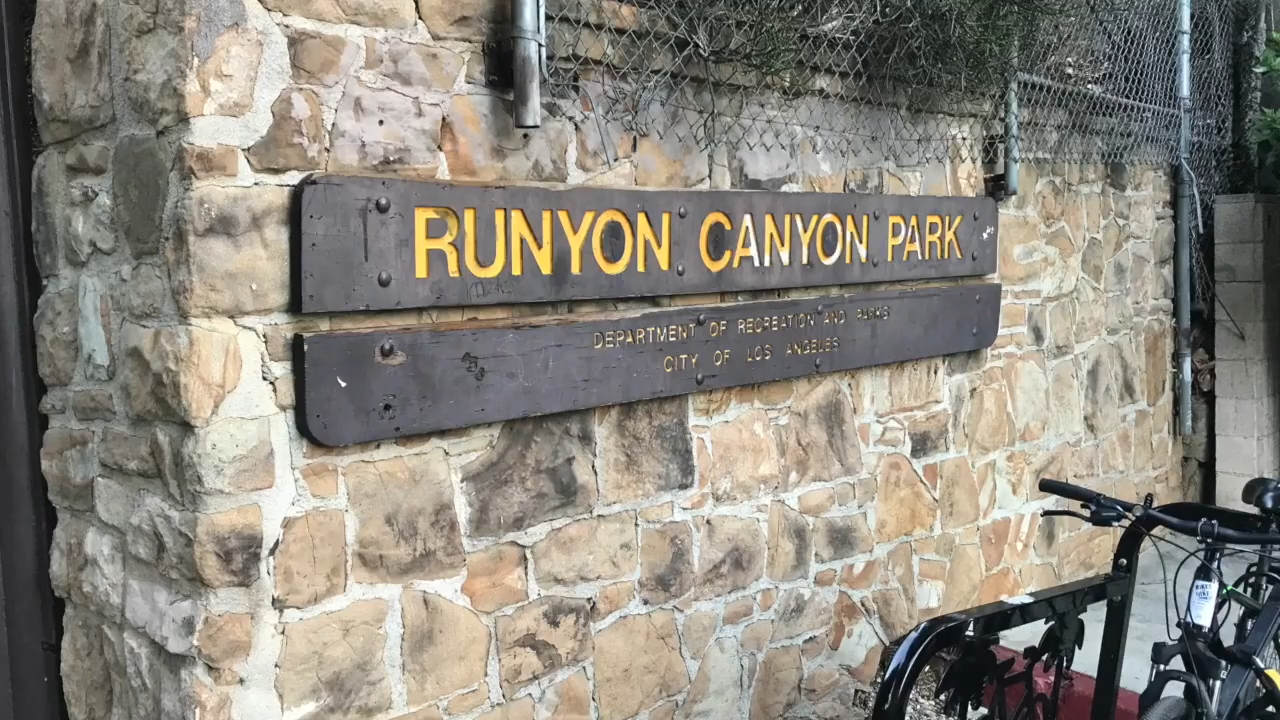 RUNYON CANYON PARK
DEPARTMENT OF RECREATION AND PARKS
CITY OF LOS ANGELES